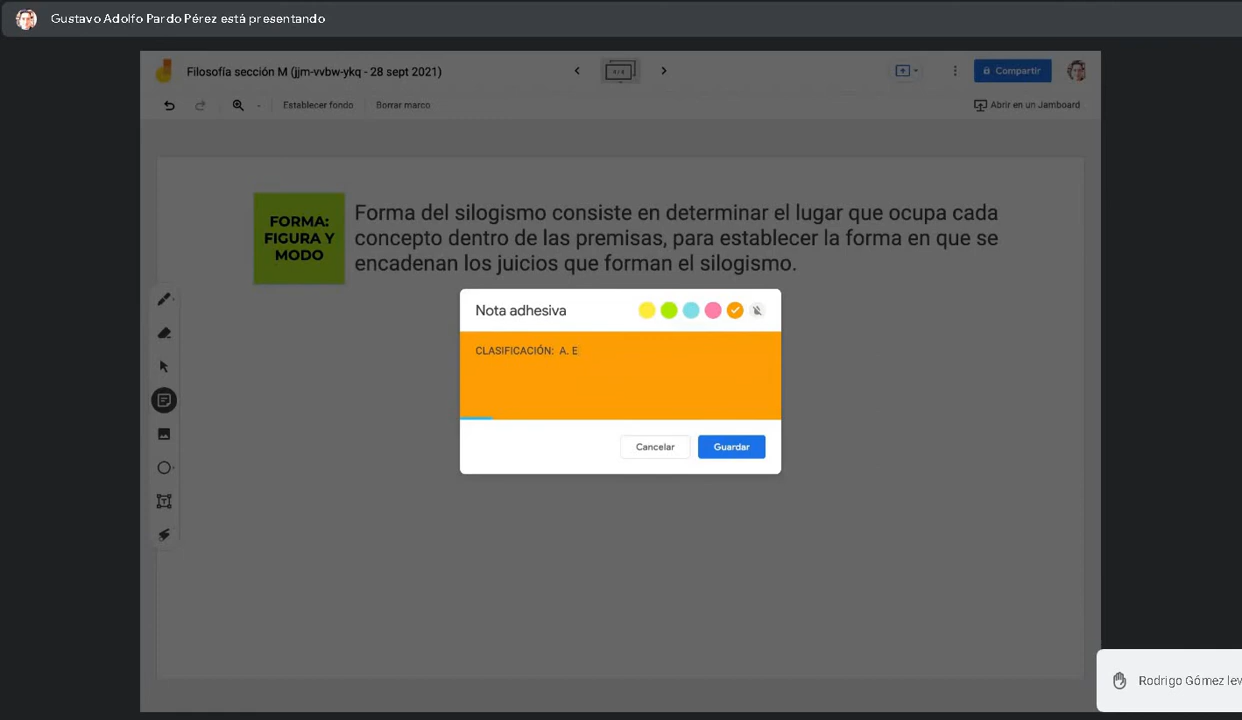 Gustavo Adolfo Pardo Pérez está presentando
Filosofía sección M (jjm-vvbw-ykq - 28 sept 2021)
Compartir
Establecer fondo
Borrar marco
Abrir en un Jamboard
FORMA:
FIGURA Y
MODO
Forma del silogismo consiste en determinar el lugar que ocupa cada
concepto dentro de las premisas, para establecer la forma en que se
encadenan los juicios que forman el silogismo.
Nota adhesiva
CLASIFICACIÓN: A. E
Cancelar
Guardar
Rodrigo Gómez lev